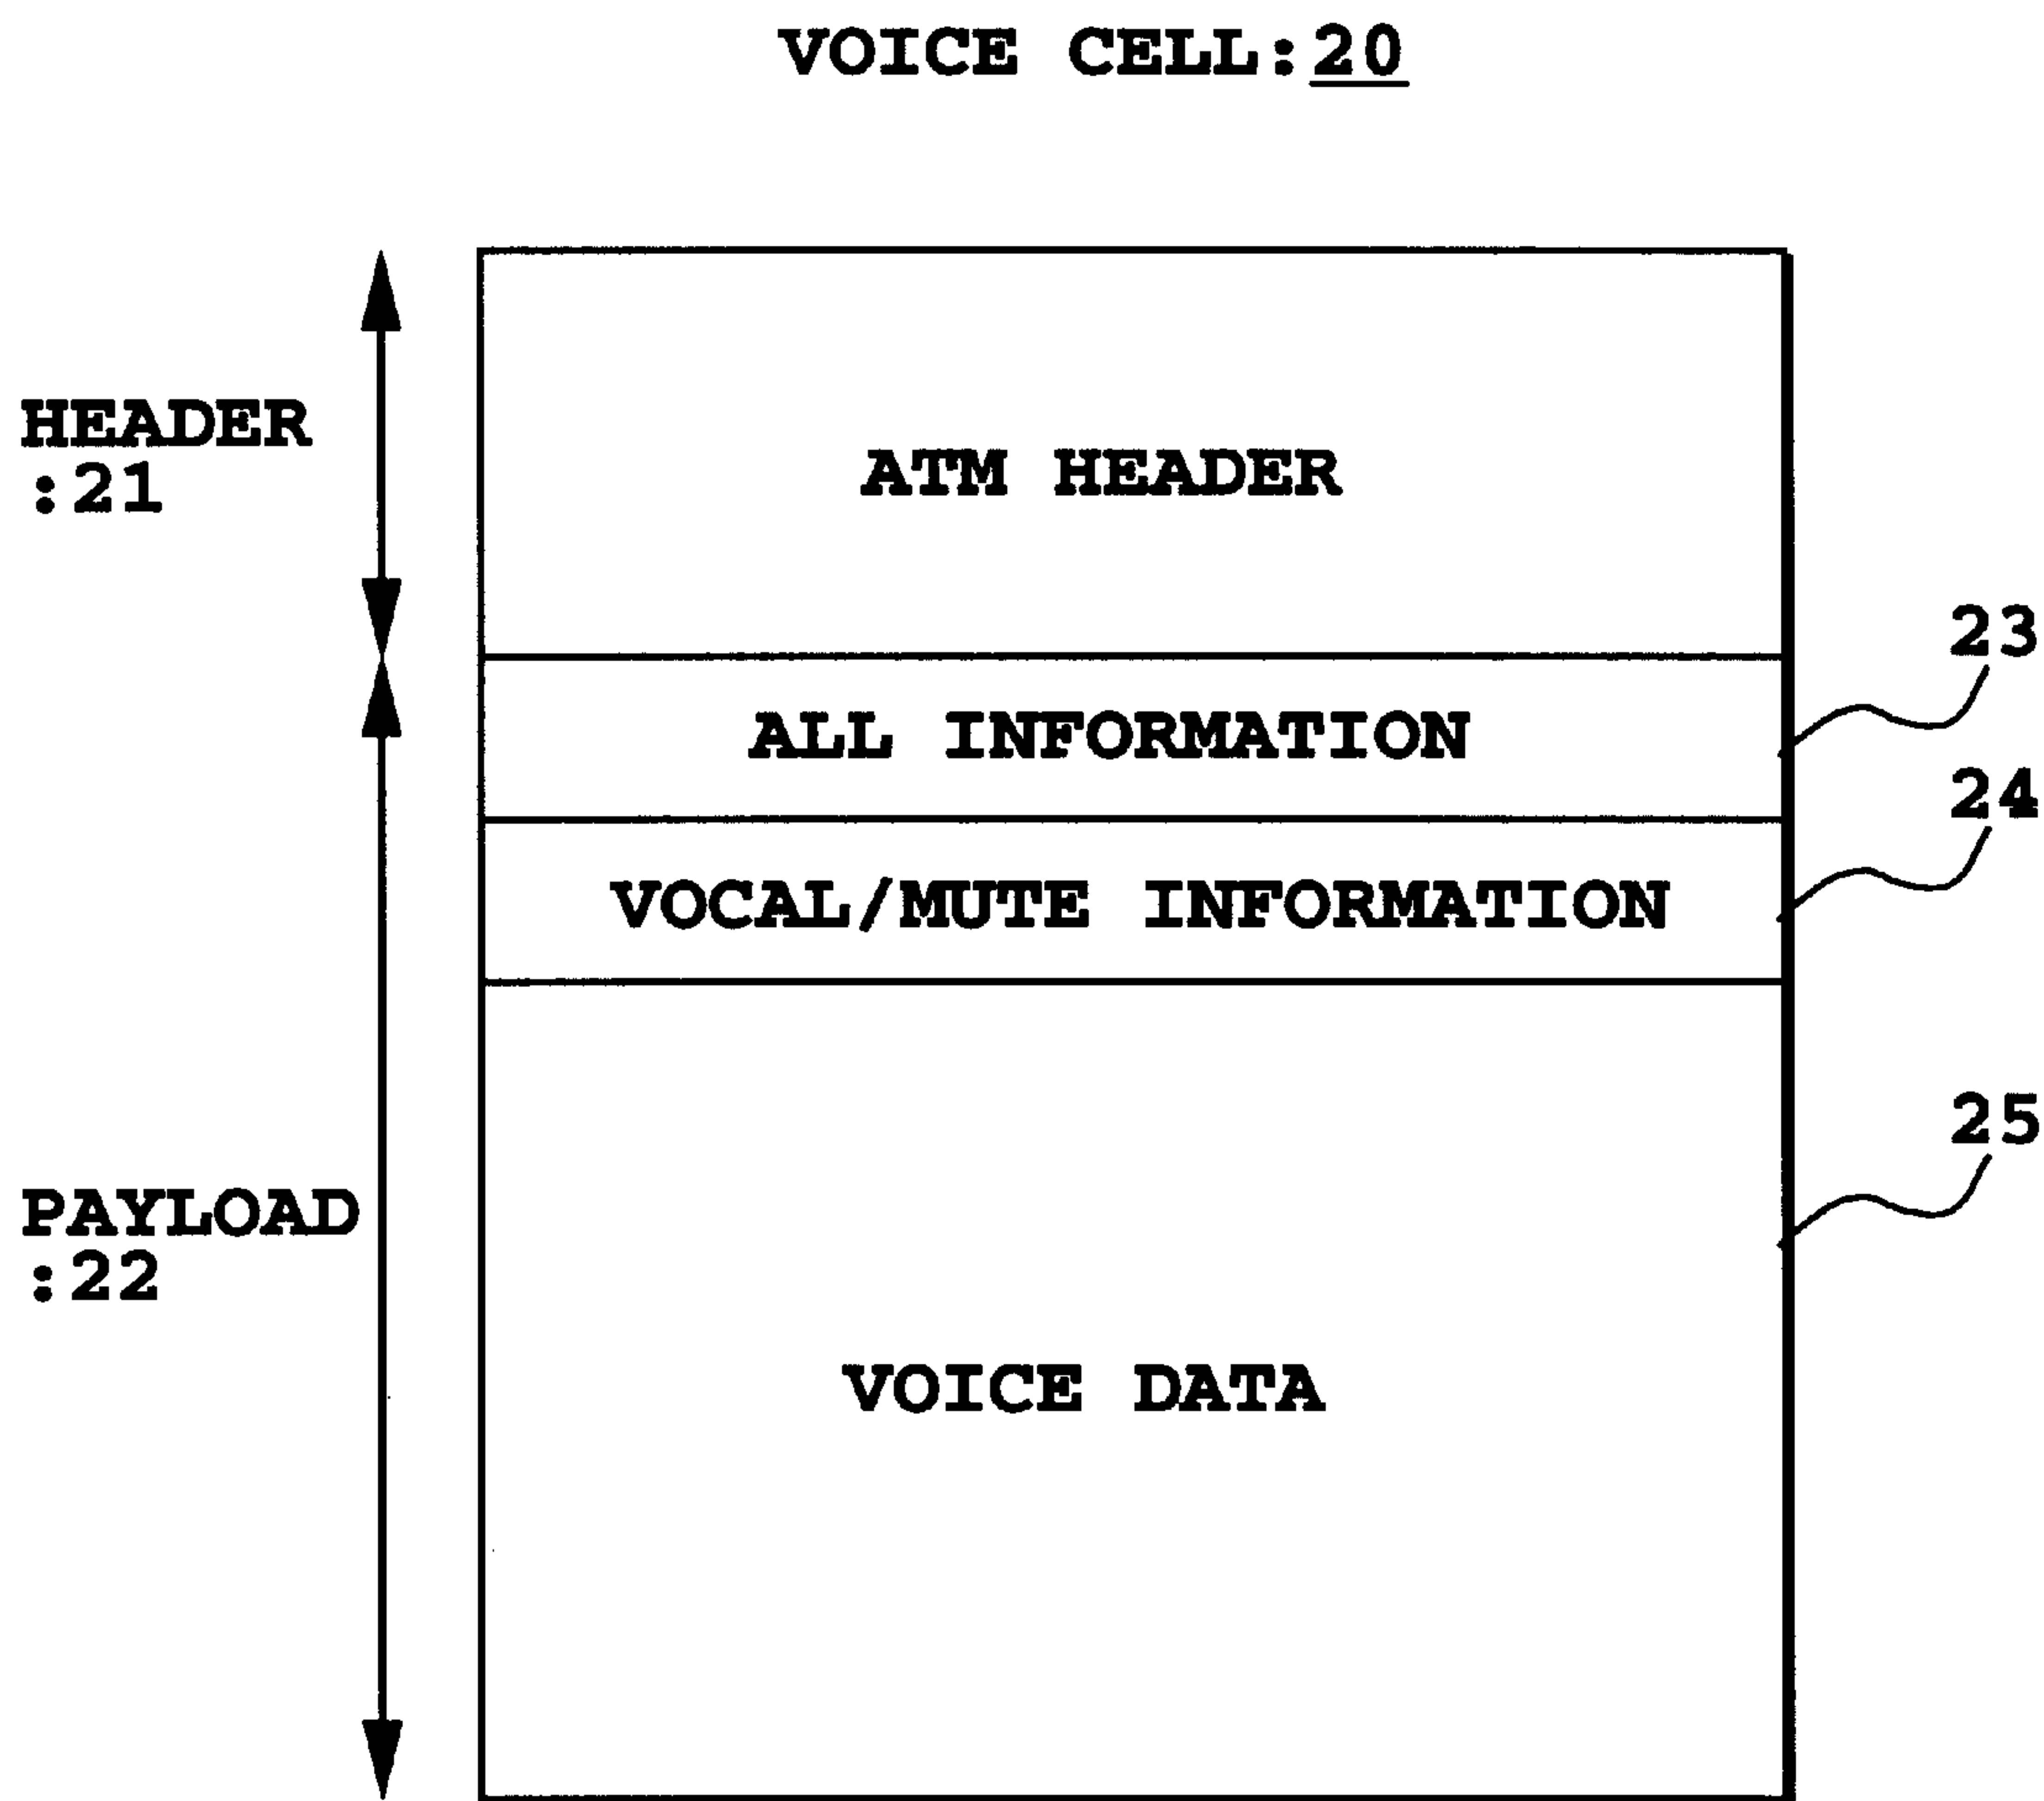 VOICE CELL:20
HEADER
:21
ATM HEADER
23
ALL INFORMATION
24
VOCAL/MUTE INFORMATION
25
PAYLOAD
:22
VOICE DATA